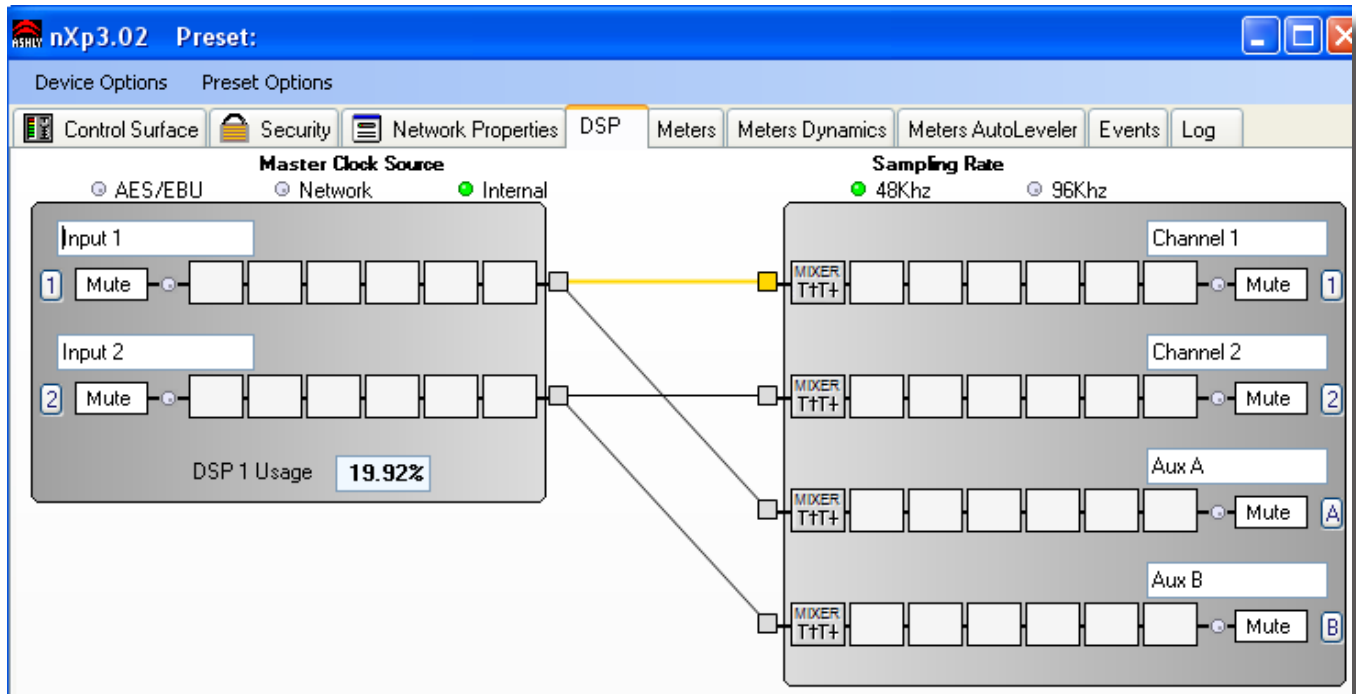 ASHLY nXp3.02 Preset:
Device Options Preset Options
Control Surface Security Network Properties DSP Meters Meters Dynamics Meters AutoLeveler Events Log
Master Clock Source Sampling Rate
AES/EBU Network Internal 48Khz 96Khz
Input 1 Channel 1
1 Mute MIXER Mute 1
Input 2 Channel 2
2 Mute MIXER Mute 2
DSP 1 Usage 19.92% Aux A
MIXER Mute A
Aux B
MIXER Mute B